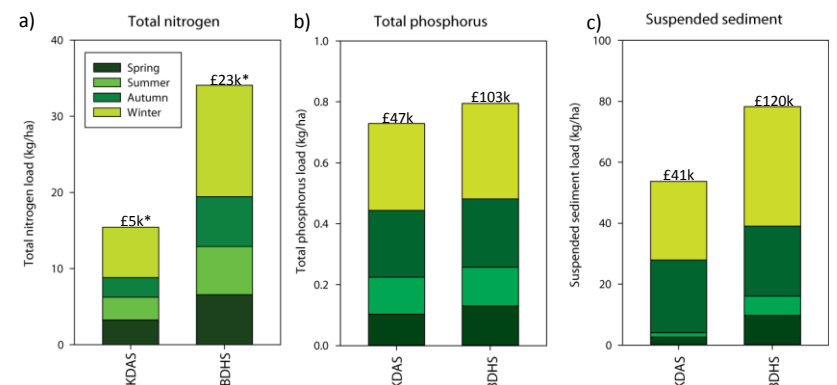 a)
Total nitrogen
Total nitrogen load (kg/ha)
40
30
20
10
0
Spring
Summer
Autumn
Winter
£5k*
£23k*
KDAS
BDHS
b)
Total phosphorus
Total phosphorus load (kg/ha)
1.0
0.8
0.6
0.4
0.2
0.0
£47k
£103k
KDAS
BDHS
c)
Suspended sediment
Suspended sediment load (kg/ha)
100
80
60
40
20
0
£41k
£120k
KDAS
BDHS